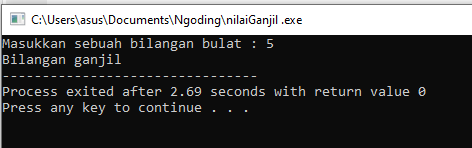 C:\Users\asus\Documents\Ngoding\nilaiGanjil .exe
Masukkan sebuah bilangan bulat : 5
Bilangan ganjil
--------------------------------
Process exited after 2.69 seconds with return value 0
Press any key to continue . . .